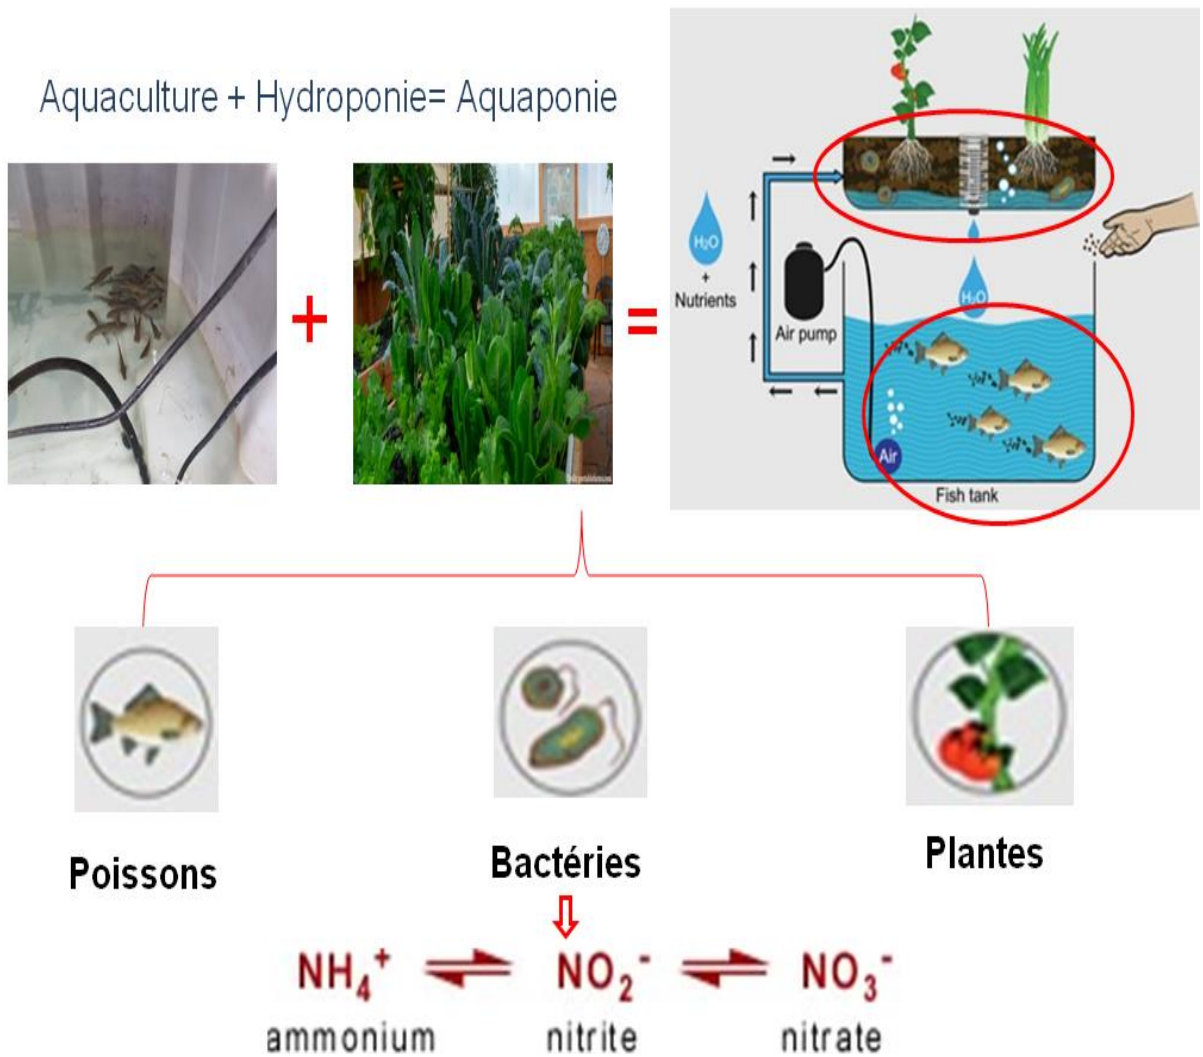 Aquaculture + Hydroponie= Aquaponie
+
=
H₂O
+
Nutrients
Air pump
H₂O
Air
Fish tank
Poissons
Bactéries
Plantes
NH₄⁺ ⇌ NO₂⁻ ⇌ NO₃⁻
ammonium nitrite nitrate